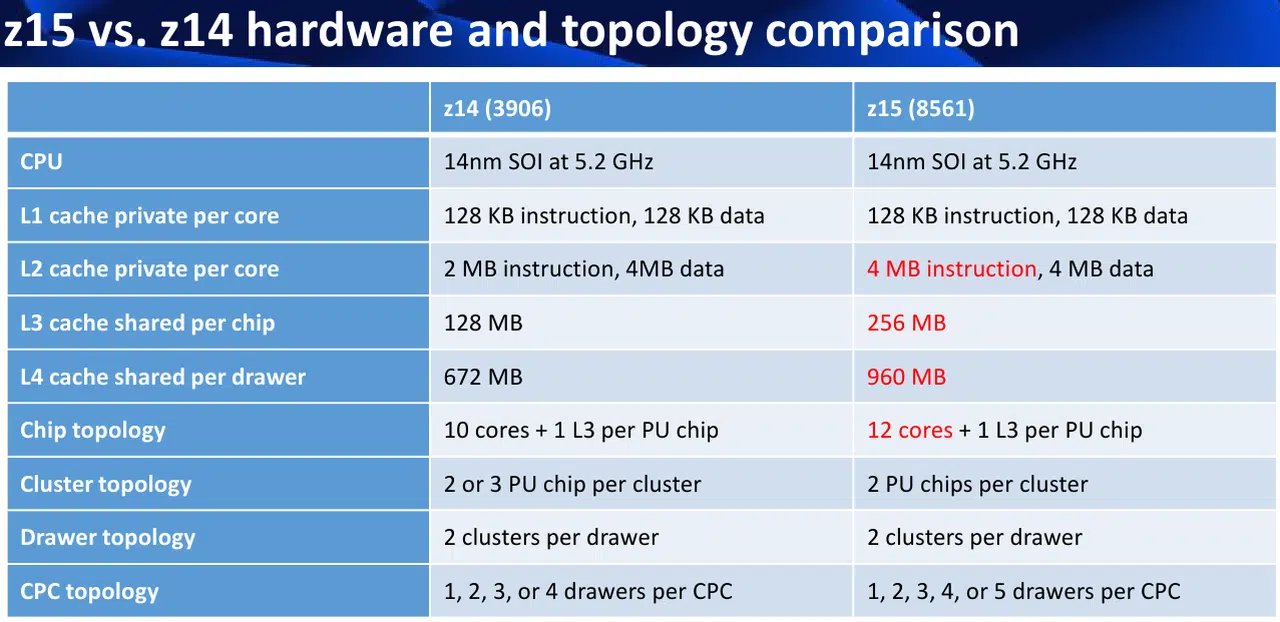 z15 vs. z14 hardware and topology comparison
z14 (3906) z15 (8561)
CPU 14nm SOI at 5.2 GHz 14nm SOI at 5.2 GHz
L1 cache private per core 128 KB instruction, 128 KB data 128 KB instruction, 128 KB data
L2 cache private per core 2 MB instruction, 4MB data 4 MB instruction, 4 MB data
L3 cache shared per chip 128 MB 256 MB
L4 cache shared per drawer 672 MB 960 MB
Chip topology 10 cores + 1 L3 per PU chip 12 cores + 1 L3 per PU chip
Cluster topology 2 or 3 PU chip per cluster 2 PU chips per cluster
Drawer topology 2 clusters per drawer 2 clusters per drawer
CPC topology 1, 2, 3, or 4 drawers per CPC 1, 2, 3, 4, or 5 drawers per CPC